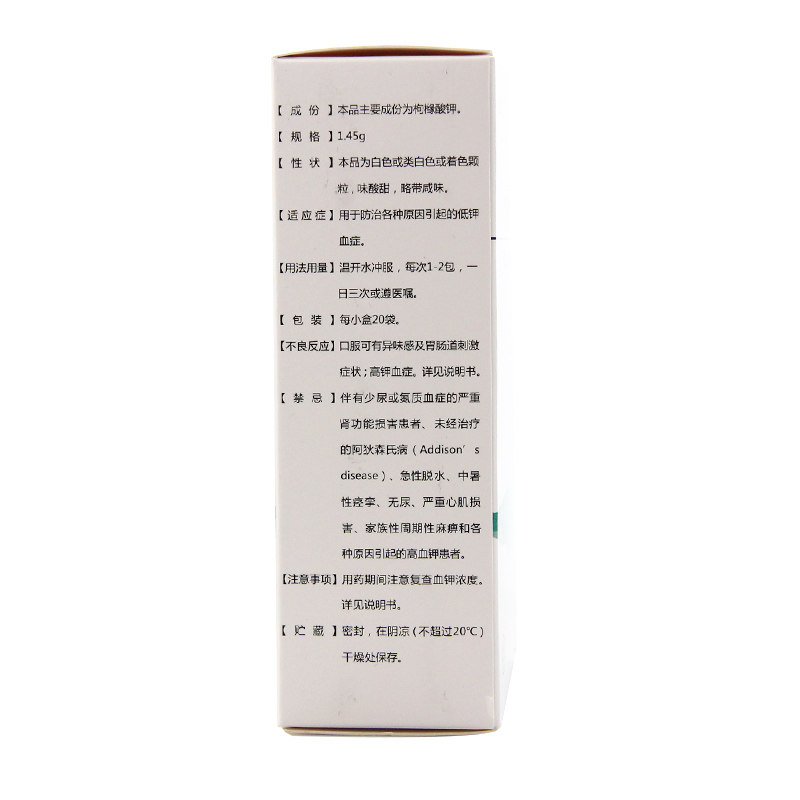 【 成 份 】本品主要成份为枸橼酸钾。
【 规 格 】1.45g
【 性 状 】本品为白色或类白色或着色颗
粒，味酸甜，略带咸味。
【适应症】用于防治各种原因引起的低钾
血症。
【用法用量】温开水冲服，每次1-2包，一
日三次或遵医嘱。
【 包 装 】每小盒20袋。
【不良反应】口服可有异味感及胃肠道刺激
症状；高钾血症。详见说明书。
【 禁 忌 】伴有少尿或氮质血症的严重
肾功能损害患者、未经治疗
的阿狄森氏病（Addison's
disease）、急性脱水、中暑
性痉挛、无尿、严重心肌损
害、家族性周期性麻痹和各
种原因引起的高血钾患者。
【注意事项】用药期间注意复查血钾浓度。
详见说明书。
【 贮 藏 】密封，在阴凉（不超过20℃）
干燥处保存。